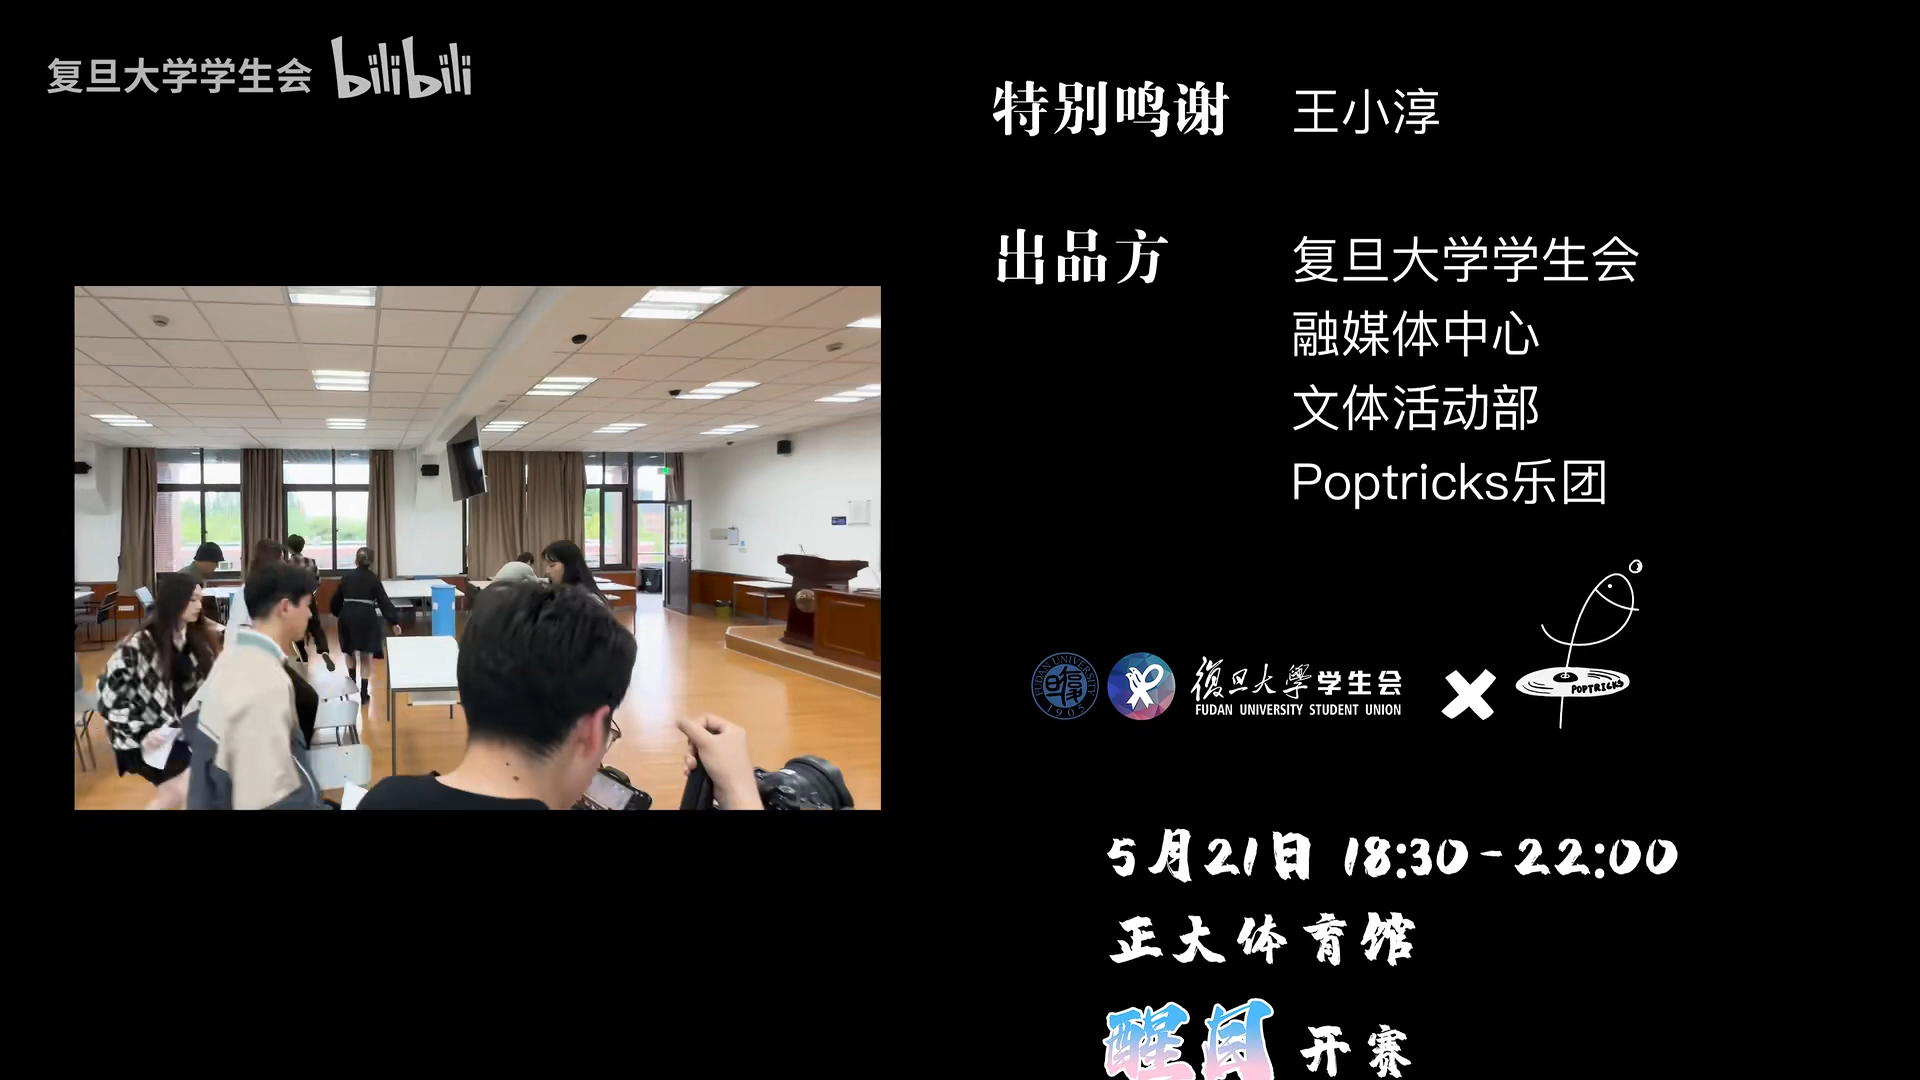 复旦大学学生会 bilibili
特别鸣谢 王小淳
出品方 复旦大学学生会
融媒体中心
文体活动部
Poptricks乐团
FUDAN UNIVERSITY
1905
復旦大學学生会
FUDAN UNIVERSITY STUDENT UNION
POPTRICKS
5月21日 18:30-22:00
正大体育馆
醒目 开赛